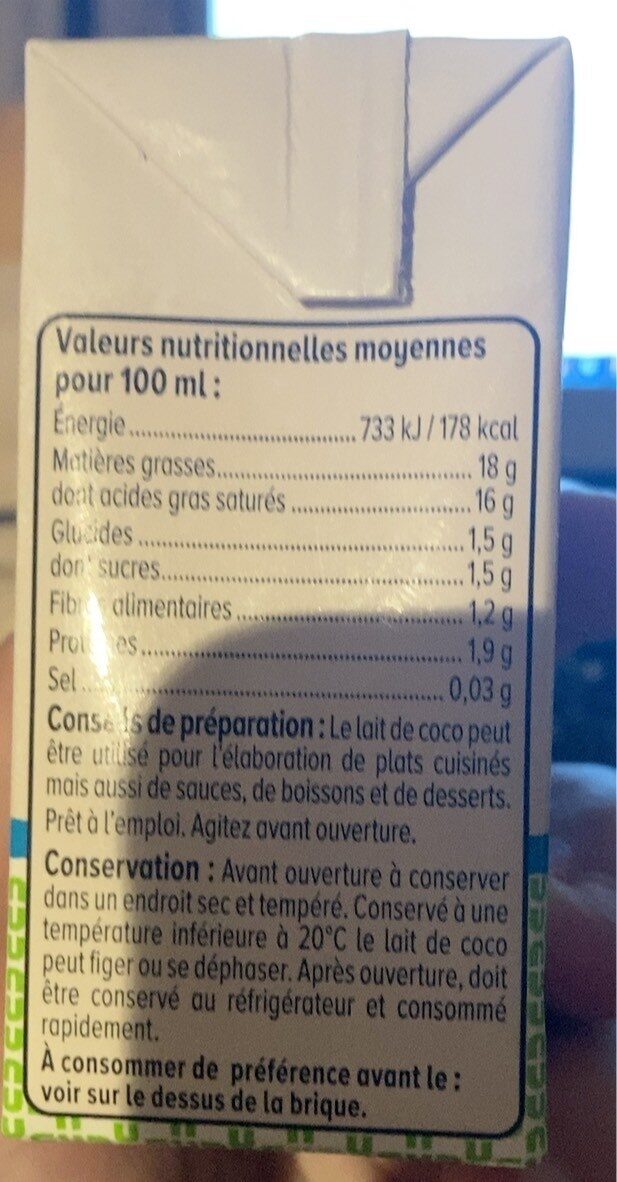 Valeurs nutritionnelles moyennes
pour 100 ml :
Énergie.................................... 733 kJ / 178 kcal
Matières grasses........................................ 18 g
dont acides gras saturés ............................ 16 g
Glucides .................................................... 1,5 g
dont sucres................................................ 1,5 g
Fibres alimentaires.................................... 1,2 g
Protéines................................................... 1,9 g
Sel ........................................................... 0,03 g
Conseils de préparation : Le lait de coco peut
être utilisé pour l'élaboration de plats cuisinés
mais aussi de sauces, de boissons et de desserts.
Prêt à l'emploi. Agitez avant ouverture.
Conservation : Avant ouverture à conserver
dans un endroit sec et tempéré. Conservé à une
température inférieure à 20°C le lait de coco
peut figer ou se déphaser. Après ouverture, doit
être conservé au réfrigérateur et consommé
rapidement.
À consommer de préférence avant le :
voir sur le dessus de la brique.